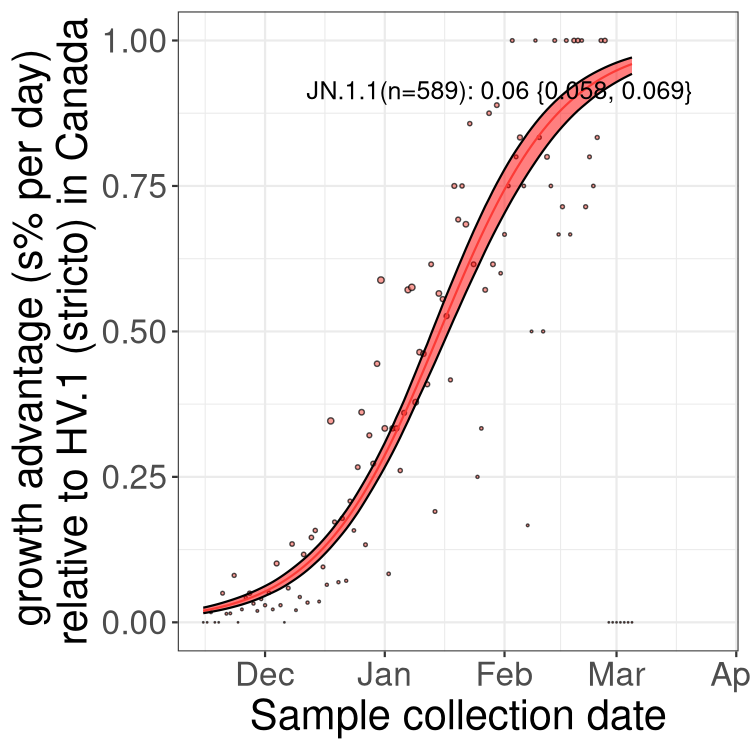 growth advantage (s% per day)
relative to HV.1 (stricto) in Canada
1.00
0.75
0.50
0.25
0.00
JN.1.1(n=589): 0.06 {0.058, 0.069}
Dec Jan Feb Mar Ap
Sample collection date